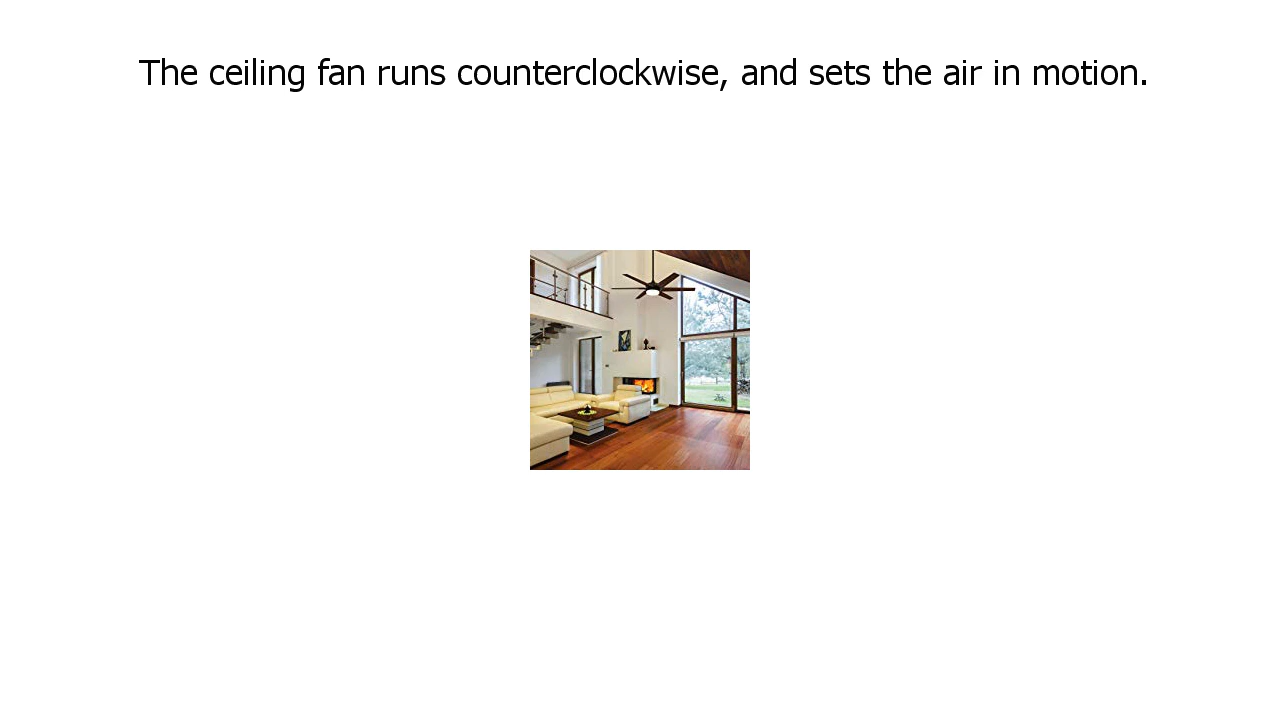 The ceiling fan runs counterclockwise, and sets the air in motion.